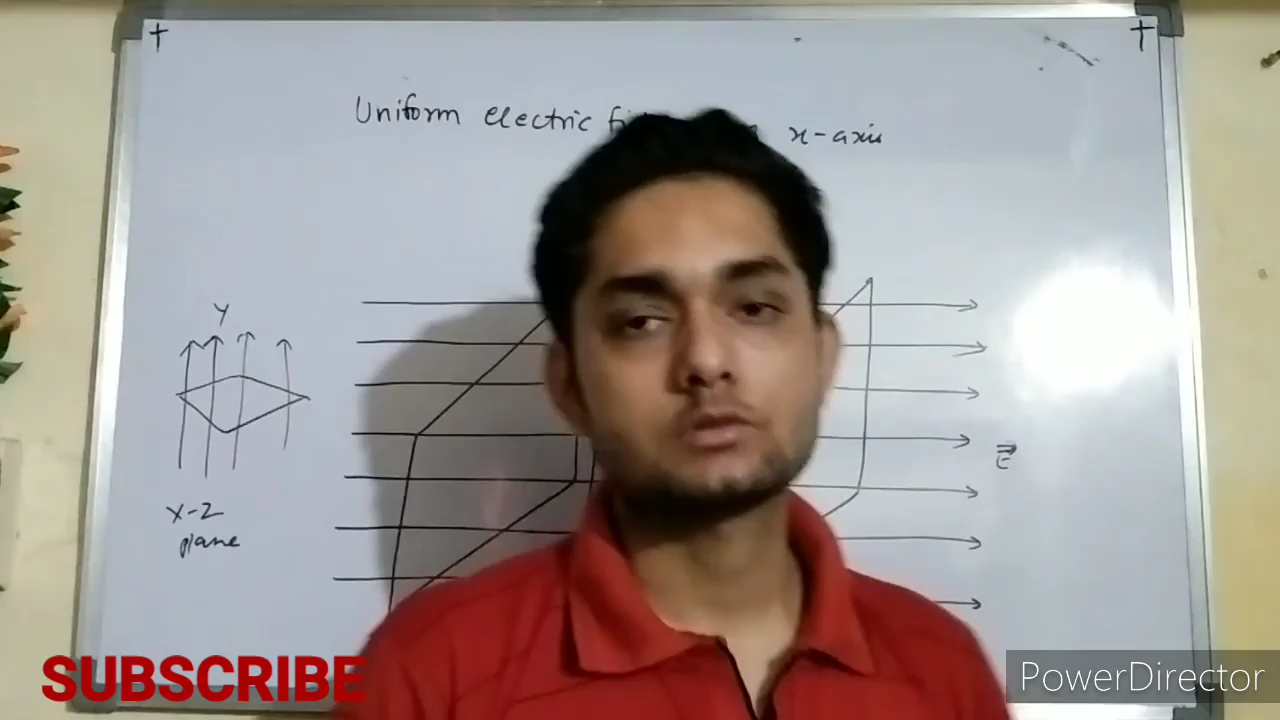 Uniform electric x-axis
Y
E
X-Z
plane
SUBSCRIBE
PowerDirector